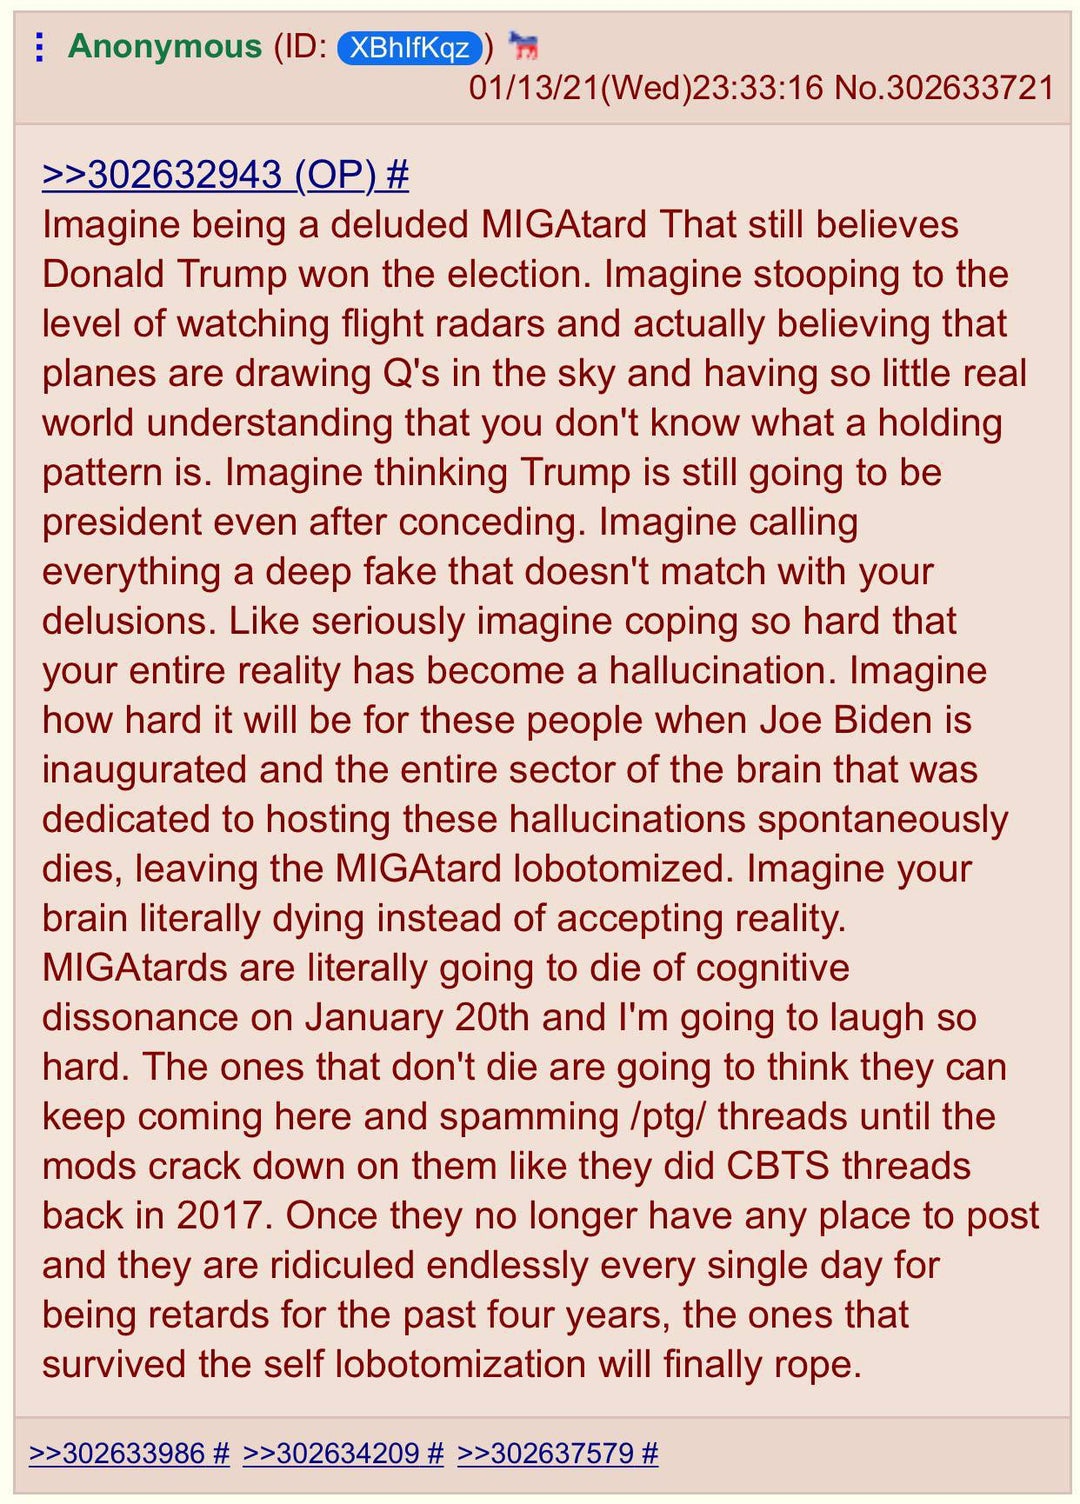 Anonymous (ID: XBhIfKqz)
01/13/21(Wed)23:33:16 No.302633721
>>302632943 (OP) #
Imagine being a deluded MIGAtard That still believes
Donald Trump won the election. Imagine stooping to the
level of watching flight radars and actually believing that
planes are drawing Q's in the sky and having so little real
world understanding that you don't know what a holding
pattern is. Imagine thinking Trump is still going to be
president even after conceding. Imagine calling
everything a deep fake that doesn't match with your
delusions. Like seriously imagine coping so hard that
your entire reality has become a hallucination. Imagine
how hard it will be for these people when Joe Biden is
inaugurated and the entire sector of the brain that was
dedicated to hosting these hallucinations spontaneously
dies, leaving the MIGAtard lobotomized. Imagine your
brain literally dying instead of accepting reality.
MIGAtards are literally going to die of cognitive
dissonance on January 20th and I'm going to laugh so
hard. The ones that don't die are going to think they can
keep coming here and spamming /ptg/ threads until the
mods crack down on them like they did CBTS threads
back in 2017. Once they no longer have any place to post
and they are ridiculed endlessly every single day for
being retards for the past four years, the ones that
survived the self lobotomization will finally rope.
>>302633986 # >>302634209 # >>302637579 #